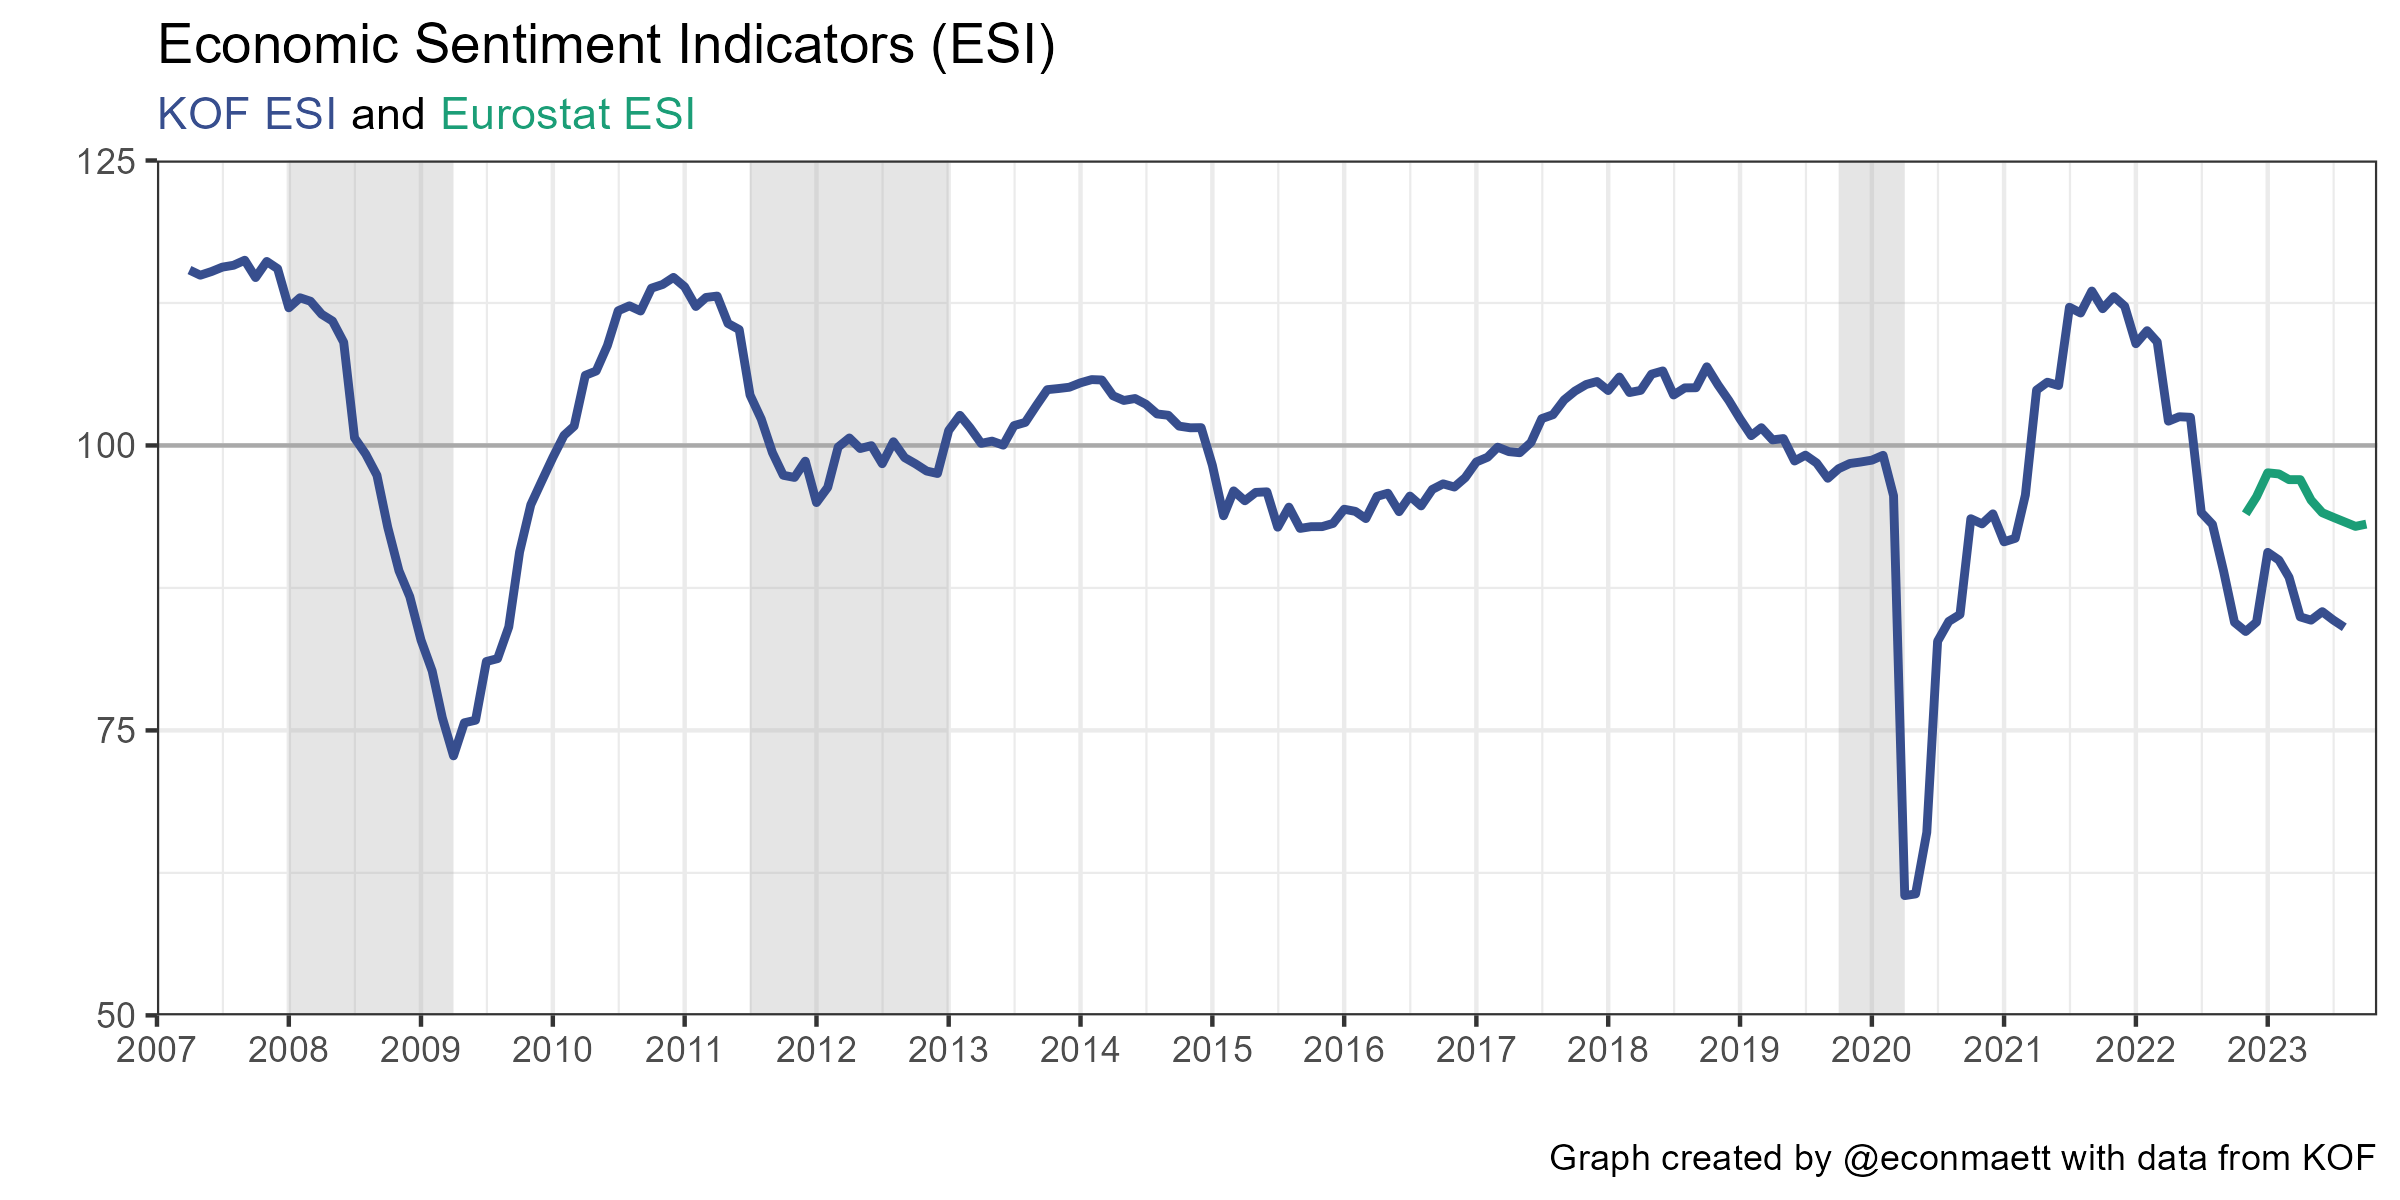 Economic Sentiment Indicators (ESI)
KOF ESI and Eurostat ESI
125
100
75
50
2007 2008 2009 2010 2011 2012 2013 2014 2015 2016 2017 2018 2019 2020 2021 2022 2023
Graph created by @econmaett with data from KOF